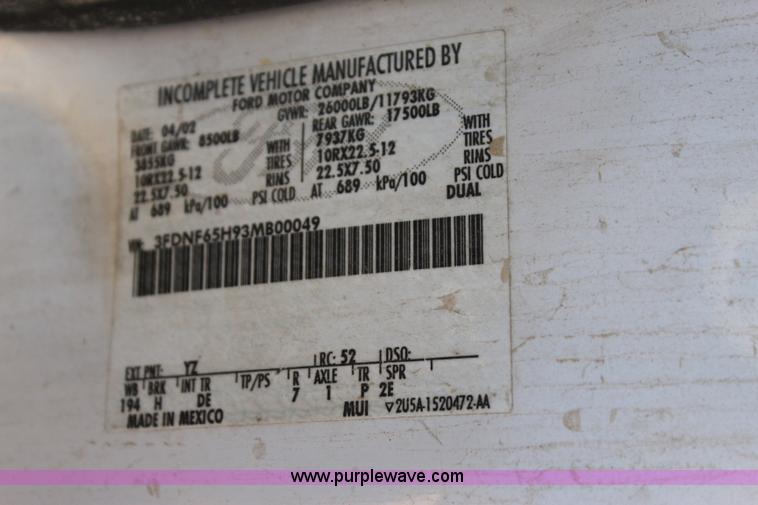 INCOMPLETE VEHICLE MANUFACTURED BY
FORD MOTOR COMPANY
DATE: 04/02 GVWR: 26000LB/11793KG
FRONT GAWR: 8500LB REAR GAWR: 17500LB
3855KG WITH 7937KG WITH
10RX22.5-12 TIRES 10RX22.5-12 TIRES
22.5X7.50 RIMS 22.5X7.50 RIMS
AT 689 kPa/100 PSI COLD AT 689 kPa/100 PSI COLD
DUAL
VIN: 3FDNF65H93MB00049
EXT PNT: YZ RC: 52 DSO:
WB BRK INT TR TP/PS R AXLE TR SPR
194 H DE 7 1 P 2E
MADE IN MEXICO MUI ▽2U5A-1520472-AA
www.purplewave.com